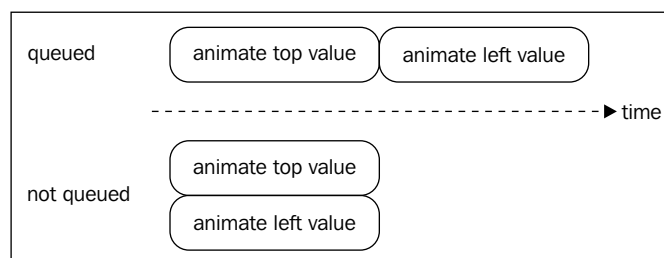 queued animate top value animate left value
time
animate top value
not queued
animate left value